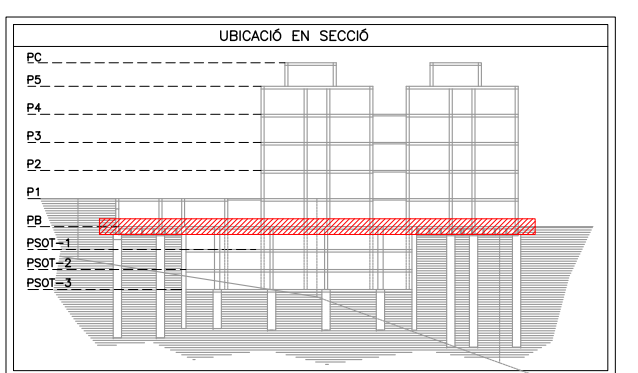 UBICACIÓ EN SECCIÓ
PC
P5
P4
P3
P2
P1
PB
PSOT-1
PSOT-2
PSOT-3